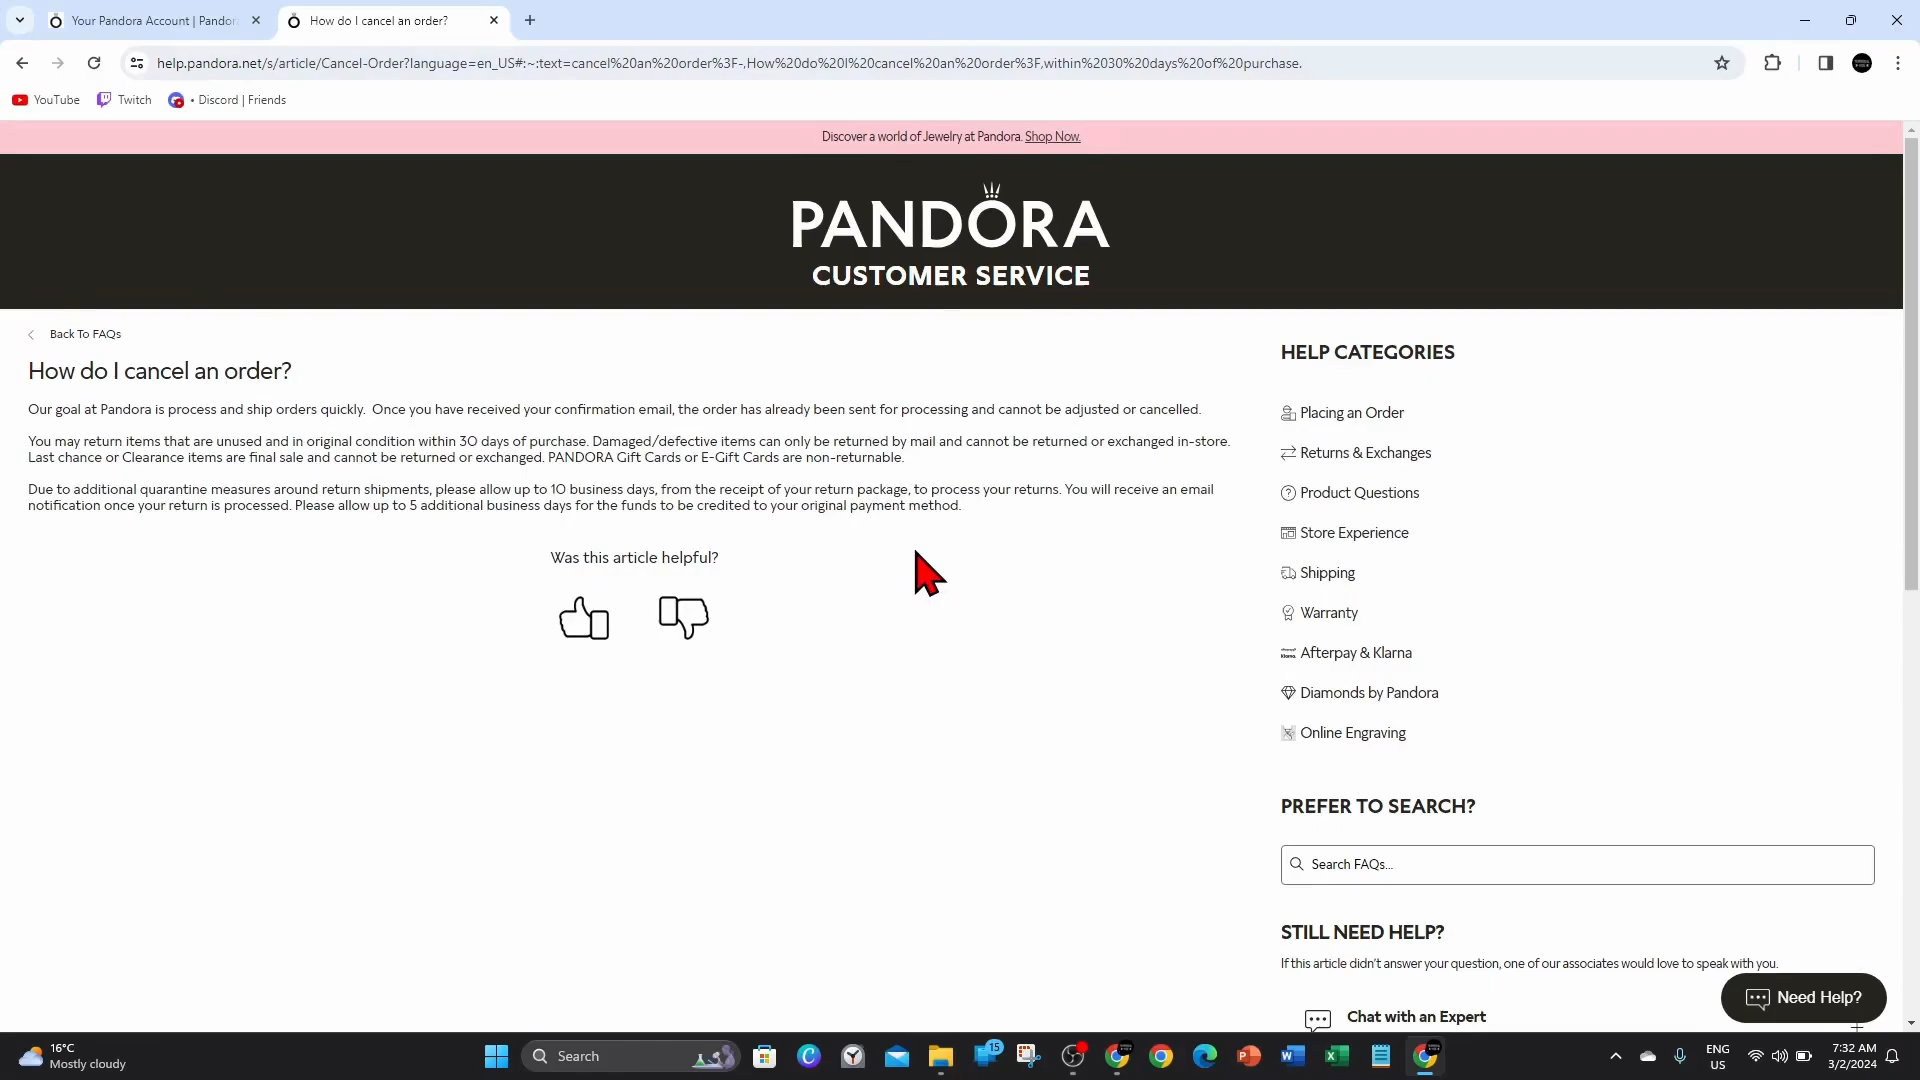 Your Pandora Account | Pandor
How do I cancel an order?
help.pandora.net/s/article/Cancel-Order?language=en_US#:~:text=cancel%20an%20order%3F-,How%20do%20I%20cancel%20an%20order%3F,within%2030%20days%20of%20purchase.
YouTube
Twitch
• Discord | Friends
Discover a world of Jewelry at Pandora. Shop Now.
PANDORA
CUSTOMER SERVICE
Back To FAQs
How do I cancel an order?
Our goal at Pandora is process and ship orders quickly.  Once you have received your confirmation email, the order has already been sent for processing and cannot be adjusted or cancelled.
You may return items that are unused and in original condition within 30 days of purchase. Damaged/defective items can only be returned by mail and cannot be returned or exchanged in-store.
Last chance or Clearance items are final sale and cannot be returned or exchanged. PANDORA Gift Cards or E-Gift Cards are non-returnable.
Due to additional quarantine measures around return shipments, please allow up to 10 business days, from the receipt of your return package, to process your returns. You will receive an email
notification once your return is processed. Please allow up to 5 additional business days for the funds to be credited to your original payment method.
Was this article helpful?
HELP CATEGORIES
Placing an Order
Returns & Exchanges
Product Questions
Store Experience
Shipping
Warranty
Klarna.
Afterpay & Klarna
Diamonds by Pandora
Online Engraving
PREFER TO SEARCH?
Search FAQs...
STILL NEED HELP?
If this article didn't answer your question, one of our associates would love to speak with you.
Need Help?
Chat with an Expert
16°C
Mostly cloudy
Search
15
ENG
US
7:32 AM
3/2/2024